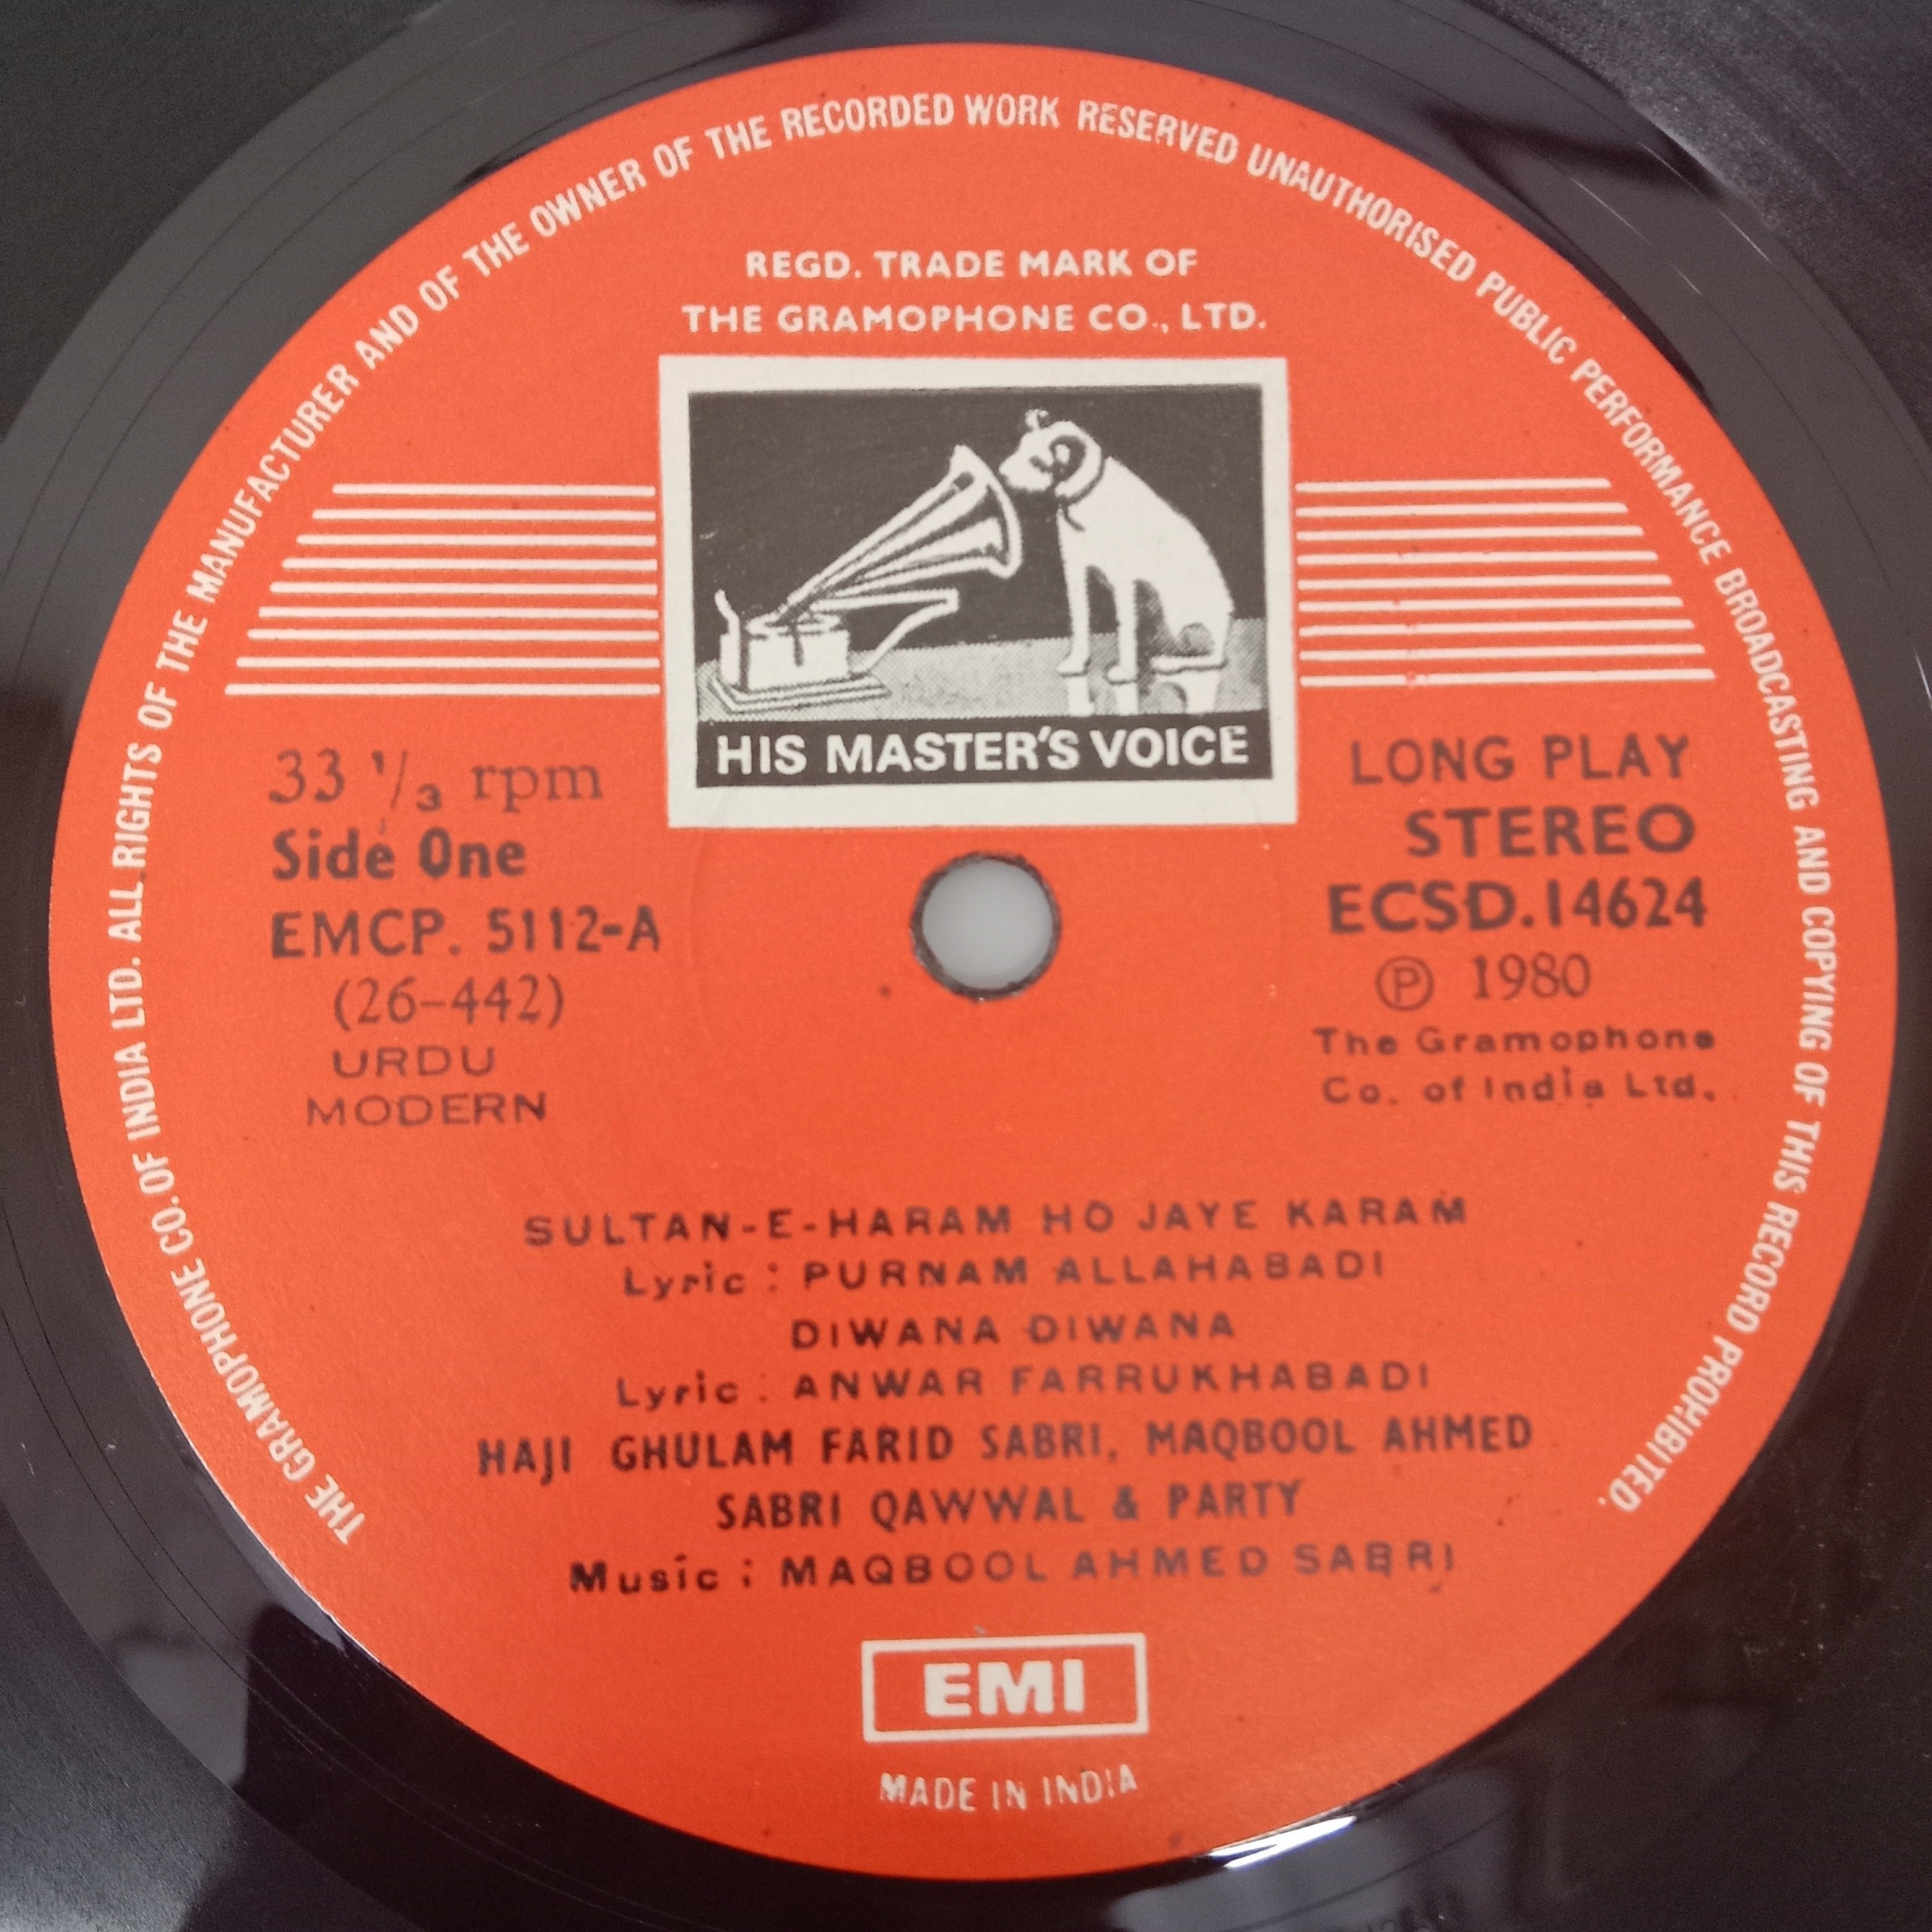 THE GRAMOPHONE CO. OF INDIA LTD. ALL RIGHTS OF THE MANUFACTURER AND OF THE OWNER OF THE RECORDED WORK RESERVED UNAUTHORISED PUBLIC PERFORMANCE BROADCASTING AND COPYING OF THIS RECORD PROHIBITED.
REGD. TRADE MARK OF
THE GRAMOPHONE CO., LTD.
HIS MASTER'S VOICE
33 1/3 rpm
Side One
EMCP. 5112-A
(26-442)
URDU
MODERN
LONG PLAY
STEREO
ECSD.14624
Ⓟ 1980
The Gramophone
Co. of India Ltd.
SULTAN-E-HARAM HO JAYE KARAM
Lyric : PURNAM ALLAHABADI
DIWANA DIWANA
Lyric : ANWAR FARRUKHABADI
HAJI GHULAM FARID SABRI, MAQBOOL AHMED
SABRI QAWWAL & PARTY
Music : MAQBOOL AHMED SABRI
EMI
MADE IN INDIA